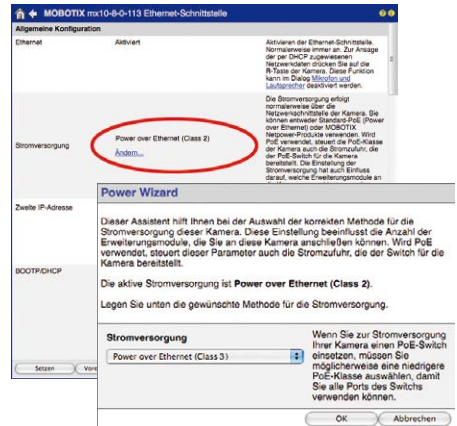 MOBOTIX mx10-8-0-113 Ethernet-Schnittstelle
Allgemeine Konfiguration
Ethernet
Aktiviert
Aktivieren der Ethernet-Schnittstelle.
Normalerweise immer an. Zur Ansage
der per DHCP zugewiesenen
Netzwerkdaten drücken Sie auf die
R-Taste der Kamera. Diese Funktion
kann im Dialog Mikrofon und
Lautsprecher deaktiviert werden.
Stromversorgung
Power over Ethernet (Class 2)
Ändern...
Die Stromversorgung erfolgt
normalerweise über die
Netzwerkschnittstelle der Kamera. Sie
können entweder Standard-PoE (Power
over Ethernet) oder MOBOTIX
Netpower-Produkte verwenden. Wird
PoE verwendet, steuert die PoE-Klasse
der Kamera auch die Stromzufuhr, die
der PoE-Switch für die Kamera
bereitstellt. Die Einstellung der
Stromversorgung hat auch Einfluss
darauf, welche Erweiterungsmodule an
Zweite IP-Adresse
BOOTP/DHCP
Setzen
Power Wizard
Dieser Assistent hilft Ihnen bei der Auswahl der korrekten Methode für die
Stromversorgung dieser Kamera. Diese Einstellung beeinflusst die Anzahl der
Erweiterungsmodule, die Sie an diese Kamera anschließen können. Wird PoE
verwendet, steuert dieser Parameter auch die Stromzufuhr, die der Switch für die
Kamera bereitstellt.
Die aktive Stromversorgung ist Power over Ethernet (Class 2).
Legen Sie unten die gewünschte Methode für die Stromversorgung.
Stromversorgung
Power over Ethernet (Class 3)
Wenn Sie zur Stromversorgung
Ihrer Kamera einen PoE-Switch
einsetzen, müssen Sie
möglicherweise eine niedrigere
PoE-Klasse auswählen, damit
Sie alle Ports des Switchs
verwenden können.
OK
Abbrechen